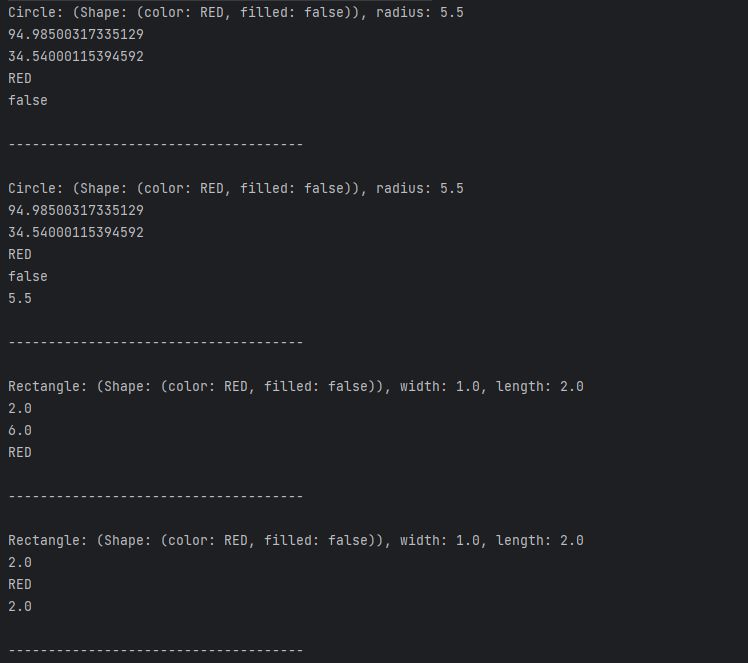 Circle: (Shape: (color: RED, filled: false)), radius: 5.5
94.98500317335129
34.54000115394592
RED
false
-------------------------------------
Circle: (Shape: (color: RED, filled: false)), radius: 5.5
94.98500317335129
34.54000115394592
RED
false
5.5
-------------------------------------
Rectangle: (Shape: (color: RED, filled: false)), width: 1.0, length: 2.0
2.0
6.0
RED
-------------------------------------
Rectangle: (Shape: (color: RED, filled: false)), width: 1.0, length: 2.0
2.0
RED
2.0
-------------------------------------